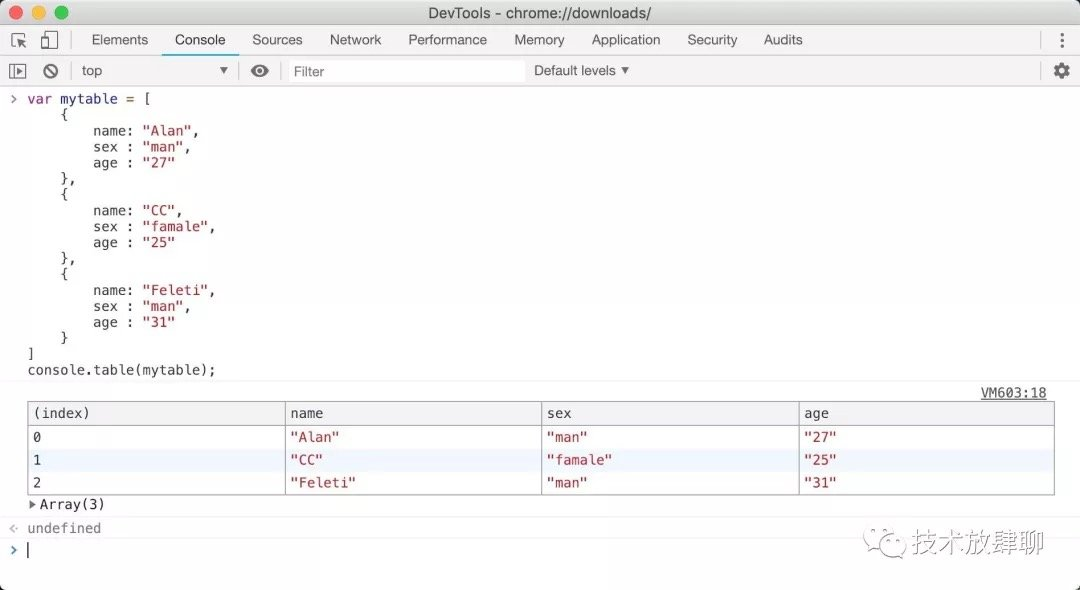 DevTools - chrome://downloads/
Elements Console Sources Network Performance Memory Application Security Audits
top ▼ Filter Default levels ▼
> var mytable = [
{
name: "Alan",
sex : "man",
age : "27"
},
{
name: "CC",
sex : "famale",
age : "25"
},
{
name: "Feleti",
sex : "man",
age : "31"
}
]
console.table(mytable);
VM603:18
(index) name sex age
0 "Alan" "man" "27"
1 "CC" "famale" "25"
2 "Feleti" "man" "31"
▶Array(3)
undefined
>
技术放肆聊